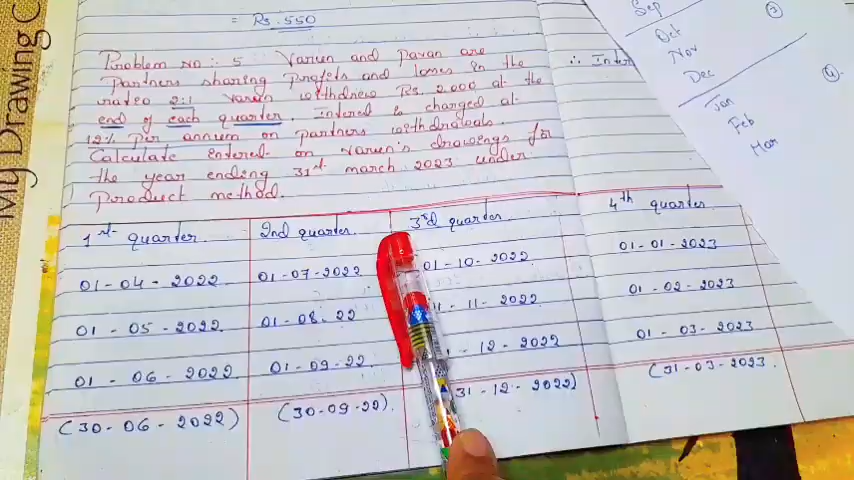 = Rs. 550
Problem no : 5 Varun and Pavan are
Partners sharing Profits and losses in the
ratio 2:1 Varun withdrew Rs. 2000 at the
end of each quarter. Interest is charged at
12% Per annum on partners withdrawals.
Calculate interest on Varun's drawings for
the year ending 31st march 2023 under
Product method.
∴ Inter
Sep
Oct
Nov
Dec
Jan
Feb
Mar
3
4
My Drawing C
1st quarter 2nd quarter 3rd quarter 4th quarter
01-04-2022 01-07-2022 01-10-2022 01-01-2023
01-05-2022 01-08-22 11-2022 01-02-2023
01-06-2022 01-09-22 12-2022 01-03-2023
(30-06-2022) (30-09-22) 31-12-2022) (31-03-2023